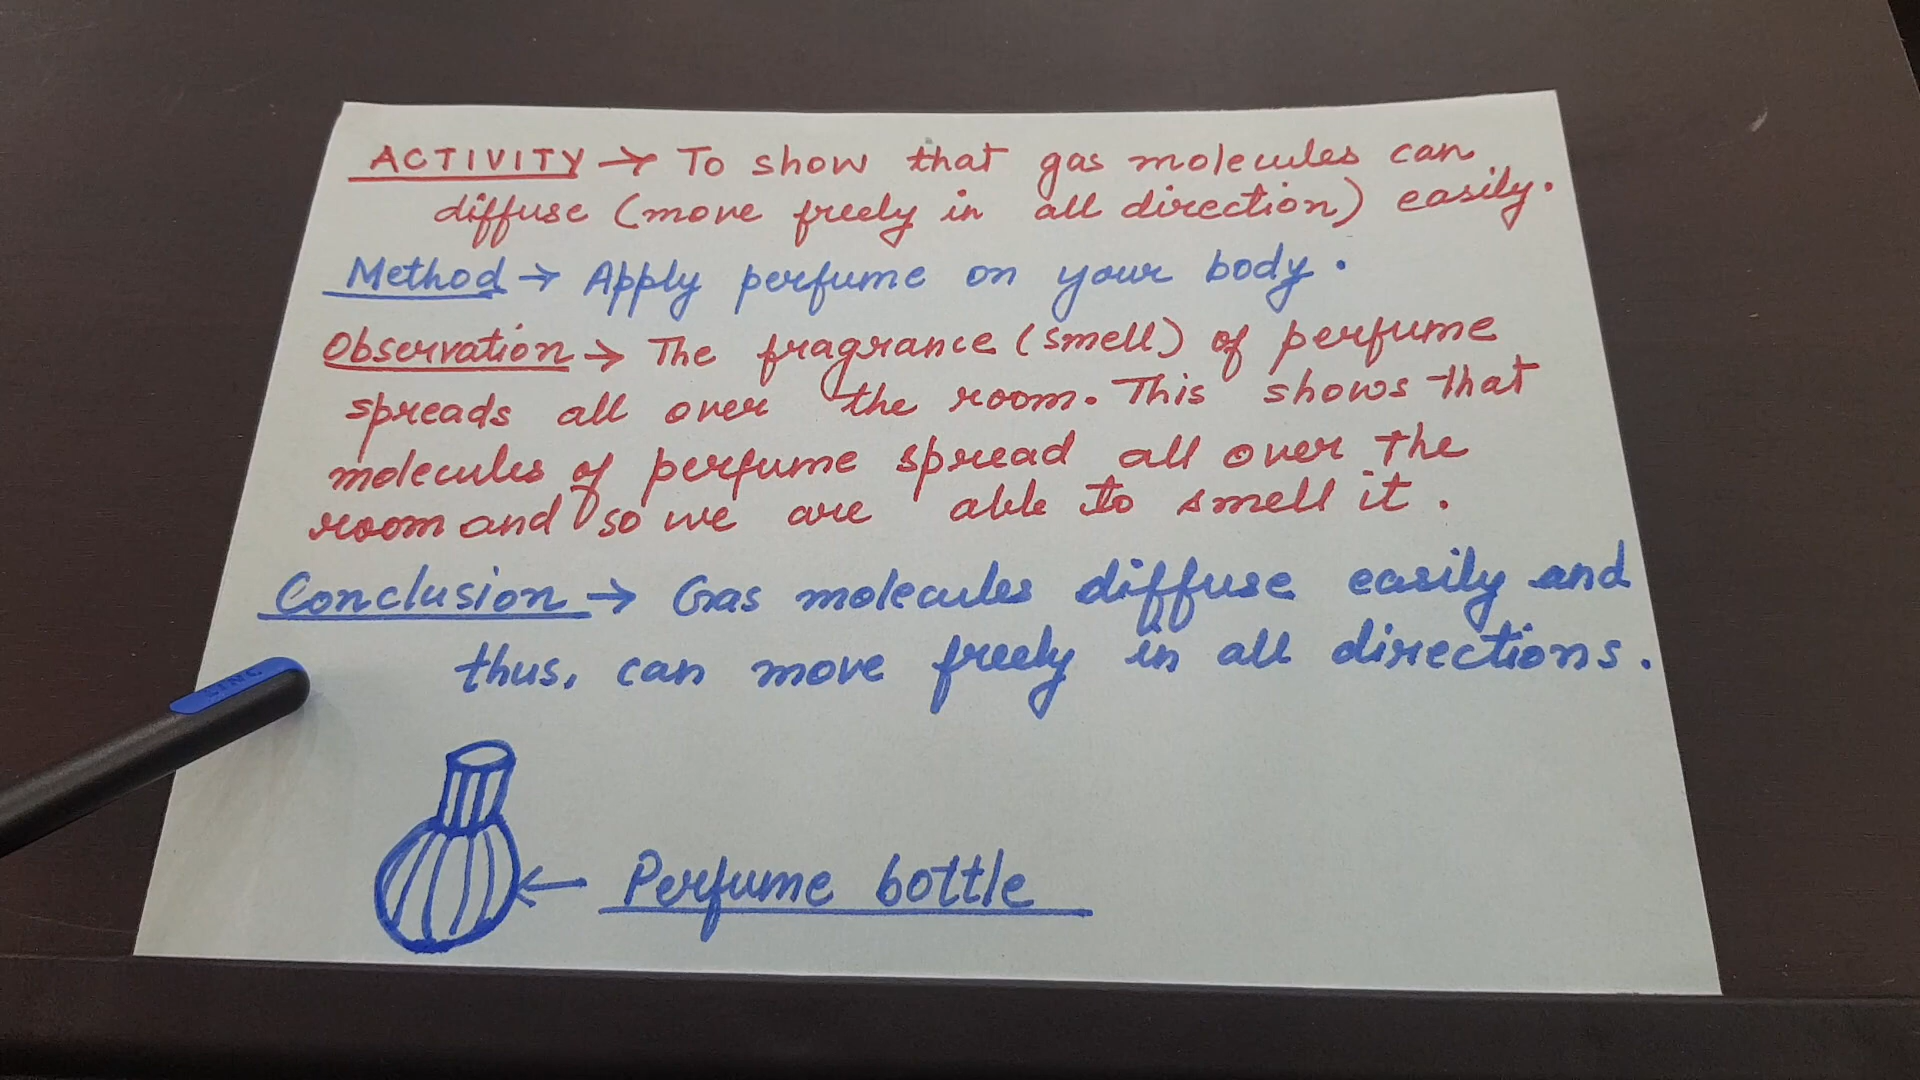 ACTIVITY → To show that gas molecules can
diffuse (move freely in all direction) easily.
Method → Apply perfume on your body.
Observation → The fragrance (smell) of perfume
spreads all over the room. This shows that
molecules of perfume spread all over the
room and so we are able to smell it.
Conclusion → Gas molecules diffuse easily and
thus, can move freely in all directions.
LINC
Perfume bottle